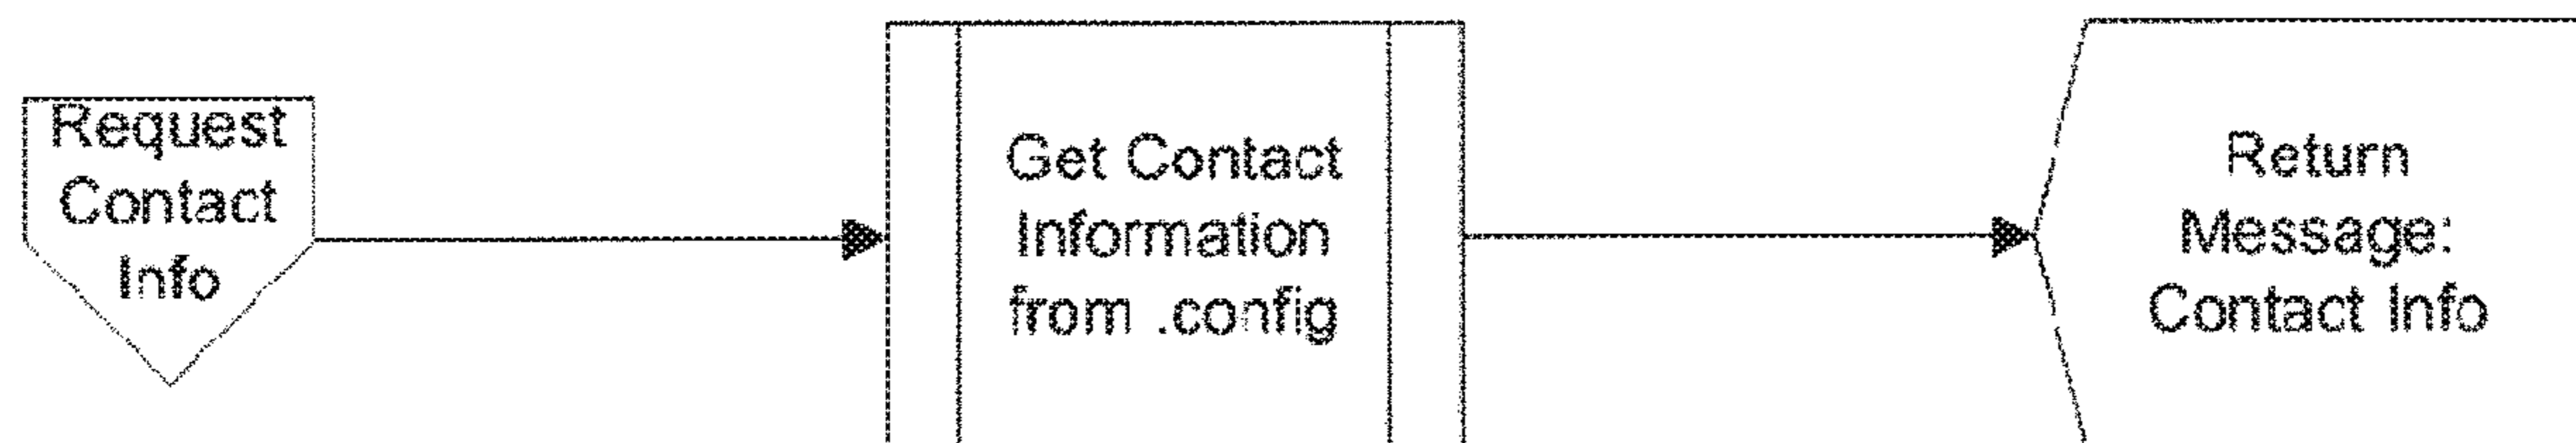 Request
Contact
Info
Get Contact
Information
from .config
Return
Message:
Contact Info